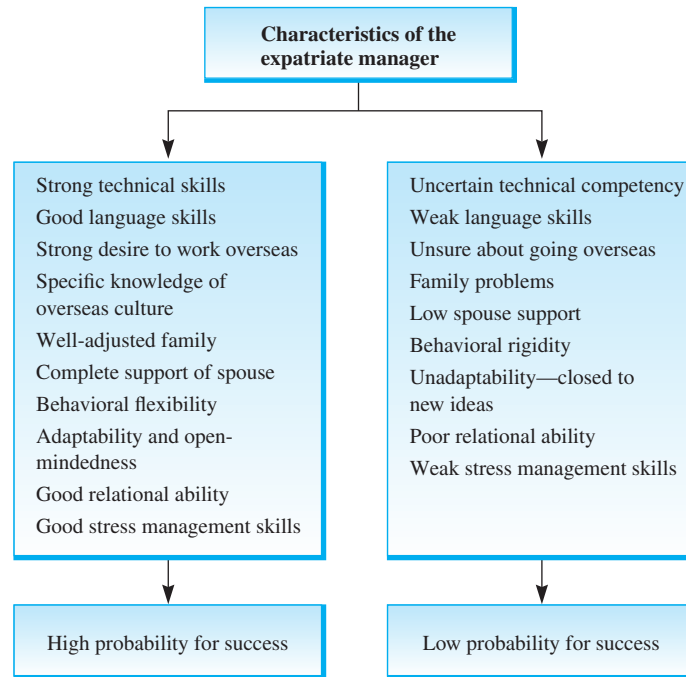 Characteristics of the
expatriate manager
Strong technical skills
Good language skills
Strong desire to work overseas
Specific knowledge of
overseas culture
Well-adjusted family
Complete support of spouse
Behavioral flexibility
Adaptability and open-
mindedness
Good relational ability
Good stress management skills
Uncertain technical competency
Weak language skills
Unsure about going overseas
Family problems
Low spouse support
Behavioral rigidity
Unadaptability—closed to
new ideas
Poor relational ability
Weak stress management skills
High probability for success
Low probability for success